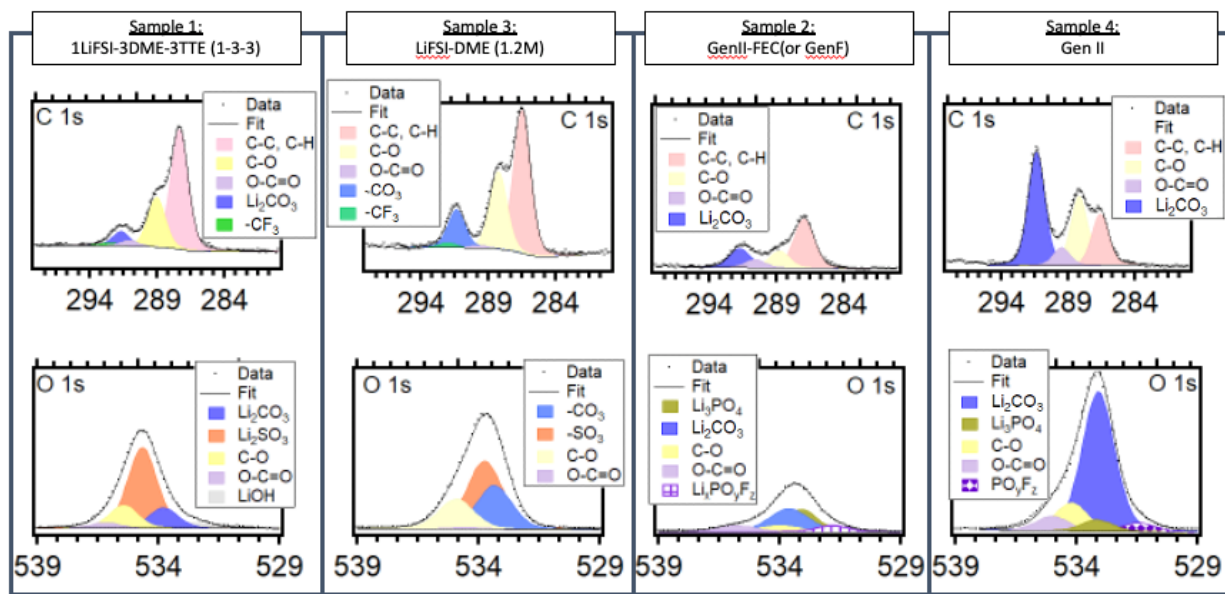 Sample 1:
1LiFSI-3DME-3TTE (1-3-3)
Sample 3:
LiFSI-DME (1.2M)
Sample 2:
GenII-FEC(or GenF)
Sample 4:
Gen II
C 1s
Data
Fit
C-C, C-H
C-O
O-C=O
Li₂CO₃
-CF₃
294 289 284
C 1s
Data
Fit
C-C, C-H
C-O
O-C=O
-CO₃
-CF₃
294 289 284
C 1s
Data
Fit
C-C, C-H
C-O
O-C=O
Li₂CO₃
294 289 284
C 1s
Data
Fit
C-C, C-H
C-O
O-C=O
Li₂CO₃
294 289 284
O 1s
Data
Fit
Li₂CO₃
Li₂SO₃
C-O
O-C=O
LiOH
539 534 529
O 1s
Data
Fit
-CO₃
-SO₃
C-O
O-C=O
539 534 529
O 1s
Data
Fit
Li₃PO₄
Li₂CO₃
C-O
O-C=O
LiₓPOᵧF_z
539 534 529
O 1s
Data
Fit
Li₂CO₃
Li₃PO₄
C-O
O-C=O
POᵧF_z
539 534 529